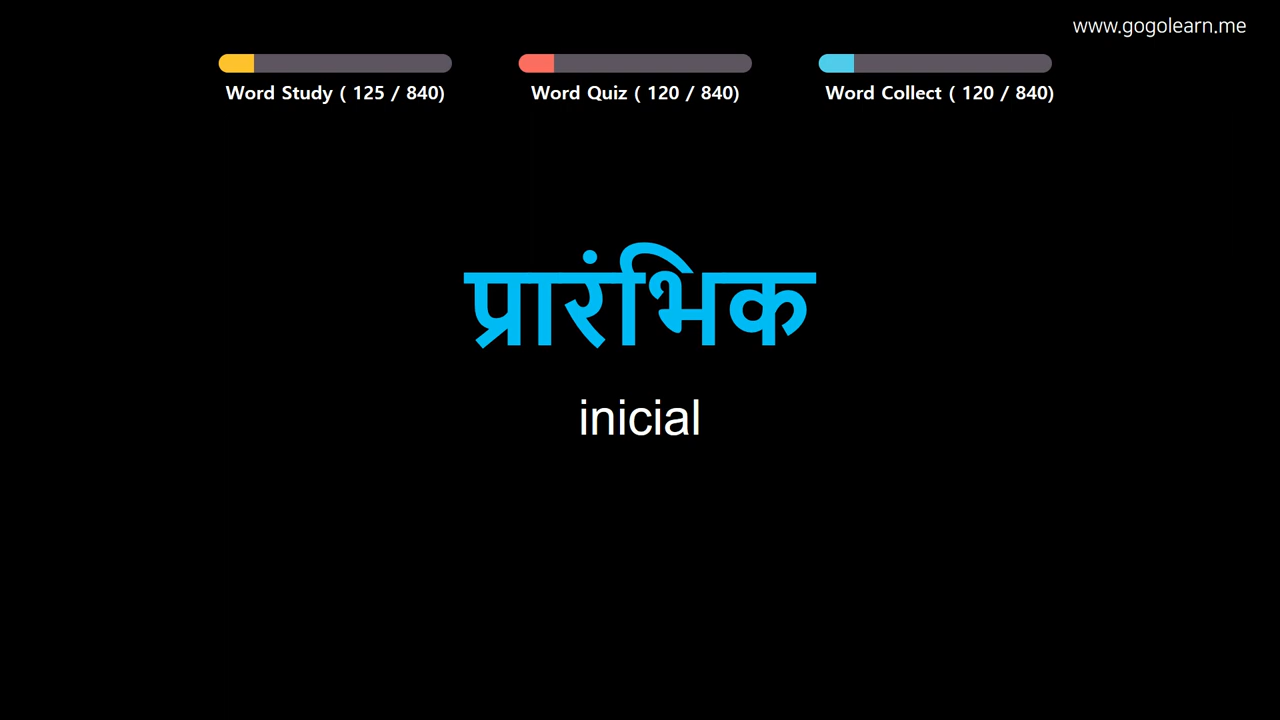 www.gogolearn.me
Word Study ( 125 / 840)
Word Quiz ( 120 / 840)
Word Collect ( 120 / 840)
प्रारंभिक
inicial